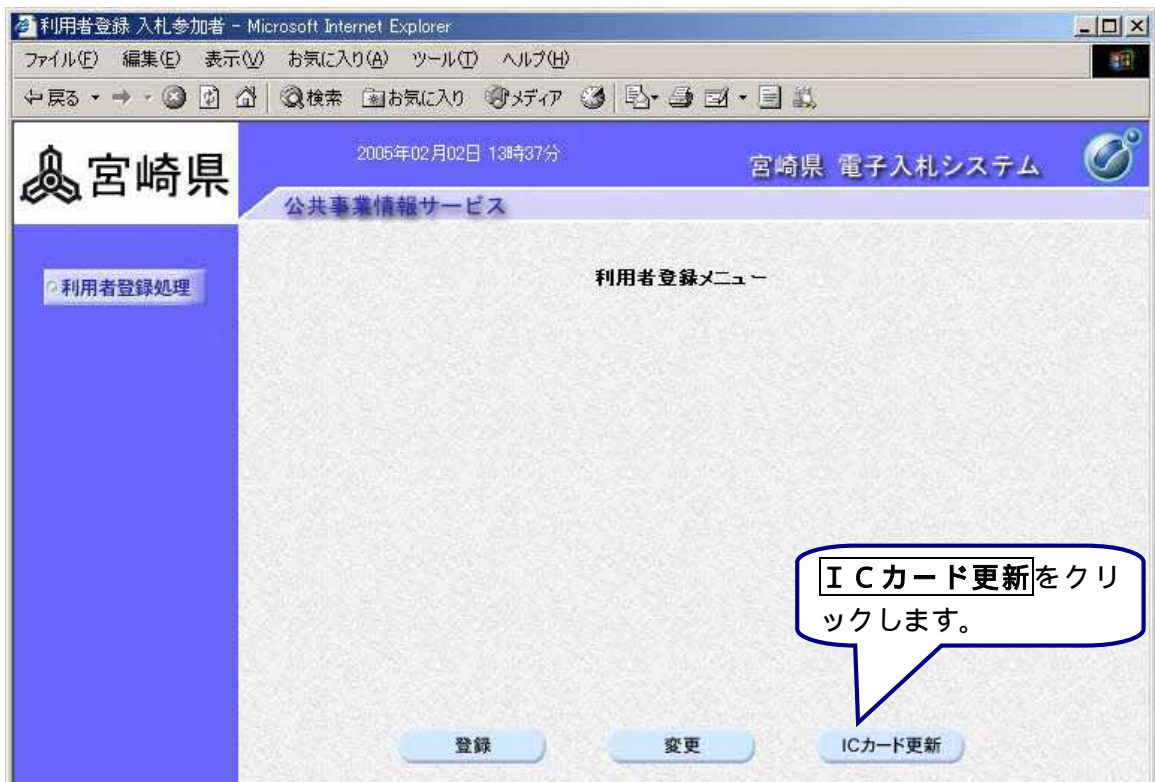 利用者登録 入札参加者 - Microsoft Internet Explorer
ファイル(F) 編集(E) 表示(V) お気に入り(A) ツール(T) ヘルプ(H)
戻る 検索 お気に入り メディア
宮崎県
2005年02月02日 13時37分
宮崎県 電子入札システム
公共事業情報サービス
利用者登録処理
利用者登録メニュー
ＩＣカード更新をクリ
ックします。
登録 変更 ICカード更新